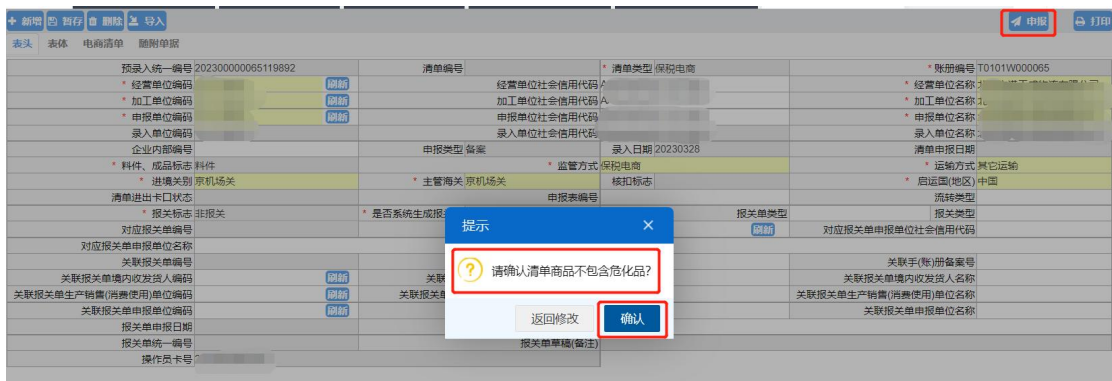 新增 暂存 删除 导入 申报 打印
表头 表体 电商清单 随附单据
预录入统一编号 202300000065119892 清单编号 * 清单类型 保税电商 * 账册编号 T0101W000065
* 经营单位编码 刷新 经营单位社会信用代码 * 经营单位名称
* 加工单位编码 刷新 加工单位社会信用代码 * 加工单位名称
* 申报单位编码 刷新 申报单位社会信用代码 * 申报单位名称
录入单位编码 录入单位社会信用代码 录入单位名称
企业内部编号 申报类型 备案 录入日期 20230328 清单申报日期
* 料件、成品标志 料件 * 监管方式 保税电商 * 运输方式 其它运输
* 进境关别 京机场关 * 主管海关 京机场关 核扣标志 * 启运国(地区) 中国
清单进出卡口状态 申报表编号 流转类型
* 报关标志 非报关 * 是否系统生成报 报关单类型 报关类型
对应报关单编号 刷新 对应报关单申报单位社会信用代码
对应报关单申报单位名称
关联报关单编号 关联手(账)册备案号
关联报关单境内收发货人编码 刷新 关联 关联报关单境内收发货人名称
关联报关单生产销售(消费使用)单位编码 刷新 关联报关单 关联报关单生产销售(消费使用)单位名称
关联报关单申报单位编码 刷新 关联报关单申报单位名称
报关单申报日期
报关单统一编号 报关单草稿(备注)
操作员卡号
提示
请确认清单商品不包含危化品?
返回修改 确认